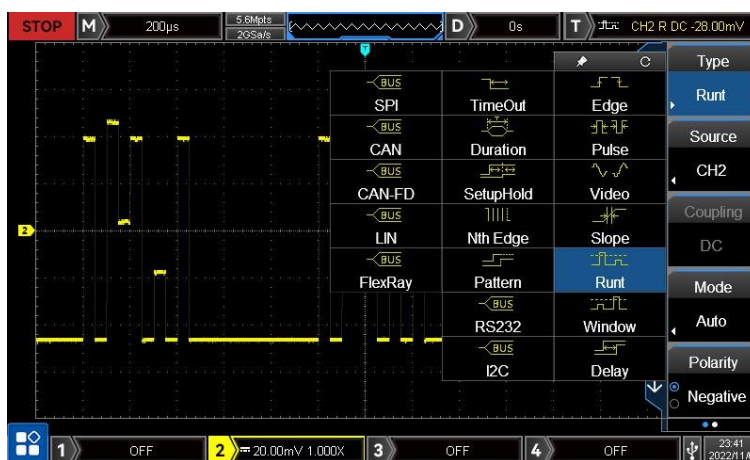 STOP M 200μs 5.6Mpts D 0s T CH2 R DC -28.00mV
2GSa/s
T
Type
Runt
Source
CH2
Coupling
DC
Mode
Auto
Polarity
Negative
BUS
SPI TimeOut Edge
BUS
CAN Duration Pulse
BUS
CAN-FD SetupHold Video
BUS
LIN Nth Edge Slope
BUS
FlexRay Pattern Runt
BUS
RS232 Window
BUS
I2C Delay
2
1 OFF 2 20.00mV 1.000X 3 OFF 4 OFF
23:41
2022/11/